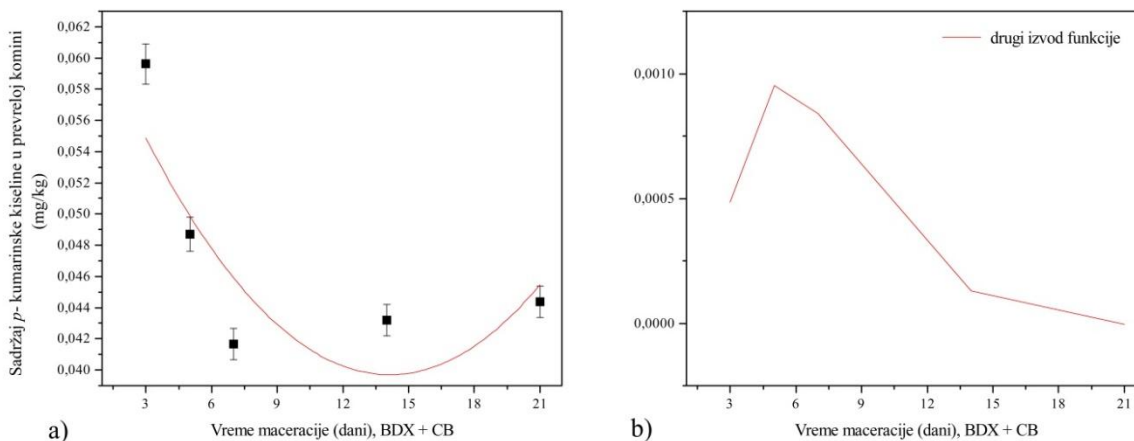 Sadržaj p- kumarinske kiseline u prevreloj komini
(mg/kg)
0,060
0,058
0,056
0,054
0,052
0,050
0,048
0,046
0,044
0,042
0,040
3 6 9 12 15 18 21
Vreme maceracije (dani), BDX + CB
a)
drugi izvod funkcije
0,0010
0,0005
0,0000
3 6 9 12 15 18 21
Vreme maceracije (dani), BDX + CB
b)